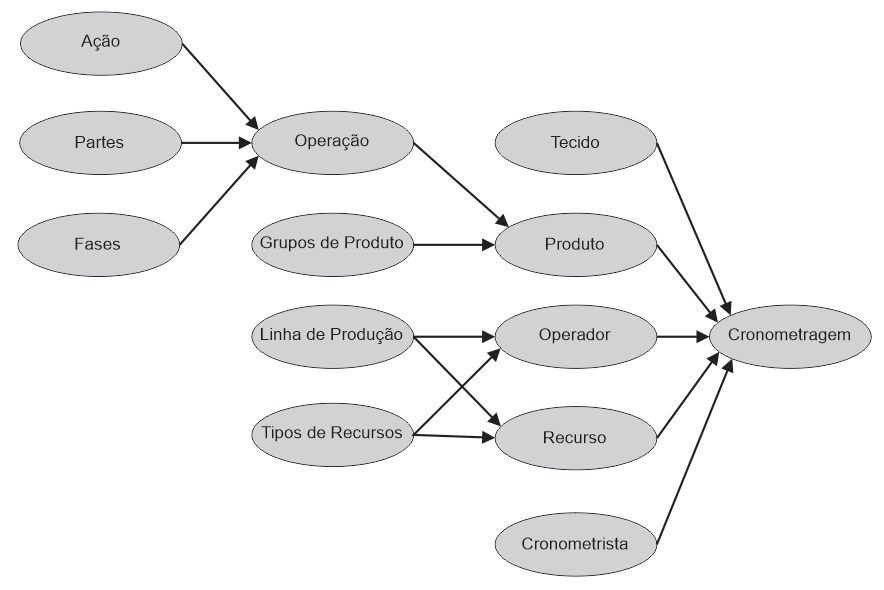 Ação
Partes
Operação
Tecido
Fases
Grupos de Produto
Produto
Linha de Produção
Operador
Cronometragem
Tipos de Recursos
Recurso
Cronometrista